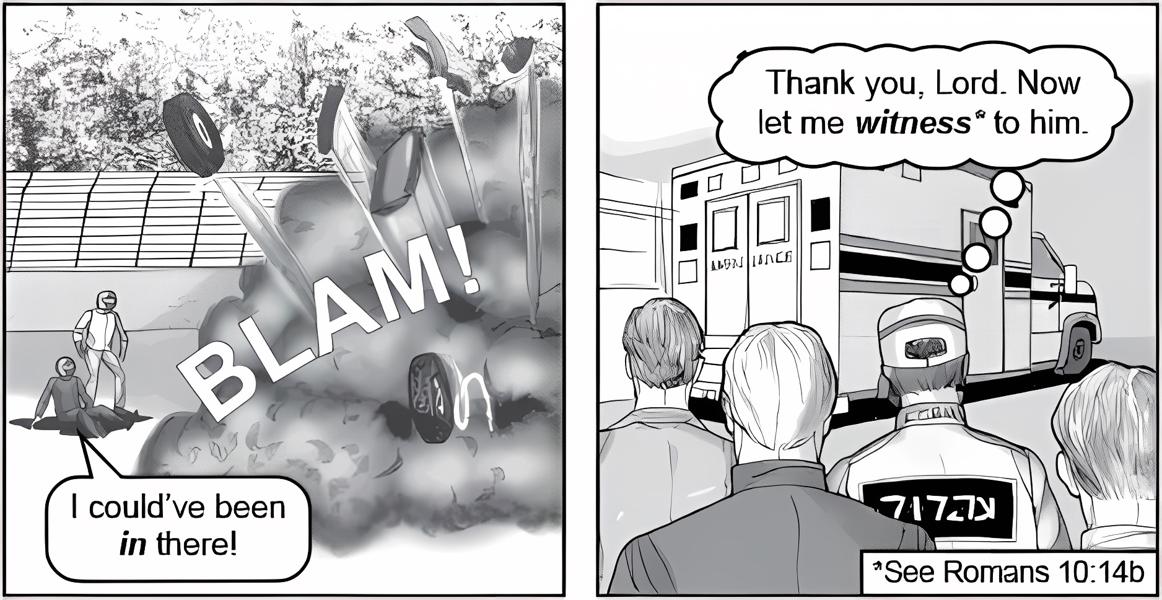 BLAM!
I could've been
in there!
Thank you, Lord. Now
let me witness* to him.
*See Romans 10:14b